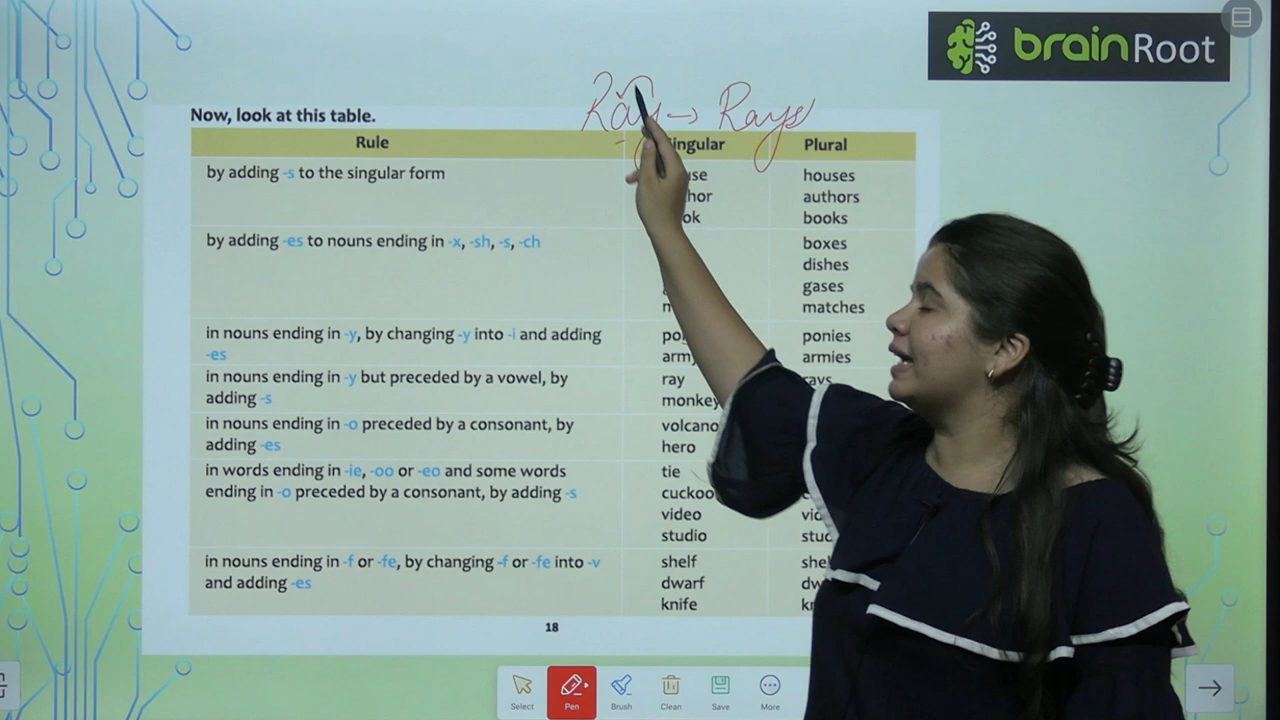 brainRoot
Ray → Rays
Now, look at this table.
Rule Singular Plural
by adding -s to the singular form houses
authors
books
by adding -es to nouns ending in -x, -sh, -s, -ch boxes
dishes
gases
matches
in nouns ending in -y, by changing -y into -i and adding ponies
-es army armies
in nouns ending in -y but preceded by a vowel, by ray rays
adding -s monkey
in nouns ending in -o preceded by a consonant, by volcano
adding -es hero
in words ending in -ie, -oo or -eo and some words tie
ending in -o preceded by a consonant, by adding -s cuckoo
video
studio
in nouns ending in -f or -fe, by changing -f or -fe into -v shelf
and adding -es dwarf
knife
18
Select Pen Brush Clean Save More